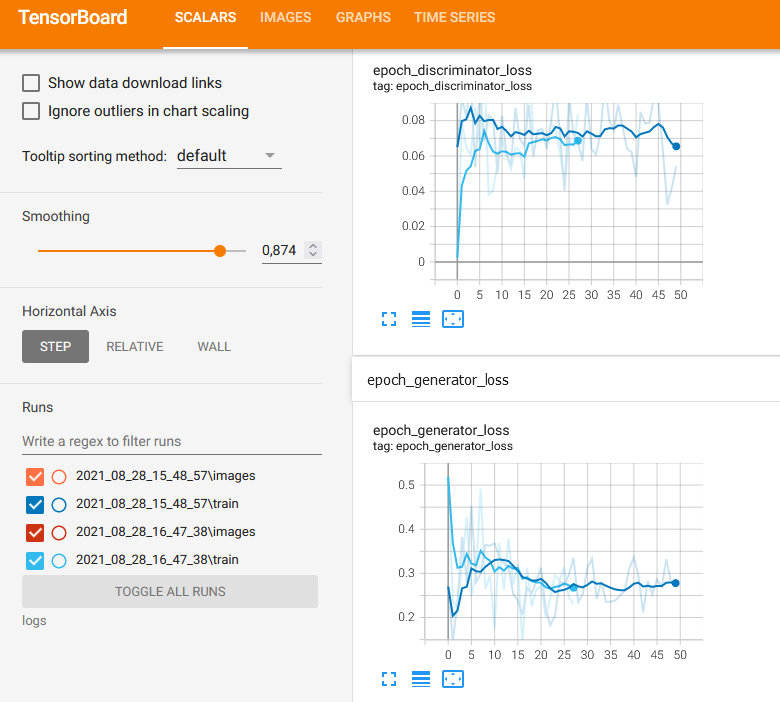 TensorBoard SCALARS IMAGES GRAPHS TIME SERIES
Show data download links
Ignore outliers in chart scaling
Tooltip sorting method: default
Smoothing
0,874
Horizontal Axis
STEP RELATIVE WALL
Runs
Write a regex to filter runs
2021_08_28_15_48_57\images
2021_08_28_15_48_57\train
2021_08_28_16_47_38\images
2021_08_28_16_47_38\train
TOGGLE ALL RUNS
logs
epoch_discriminator_loss
tag: epoch_discriminator_loss
0.08
0.06
0.04
0.02
0
0 5 10 15 20 25 30 35 40 45 50
epoch_generator_loss
epoch_generator_loss
tag: epoch_generator_loss
0.5
0.4
0.3
0.2
0 5 10 15 20 25 30 35 40 45 50